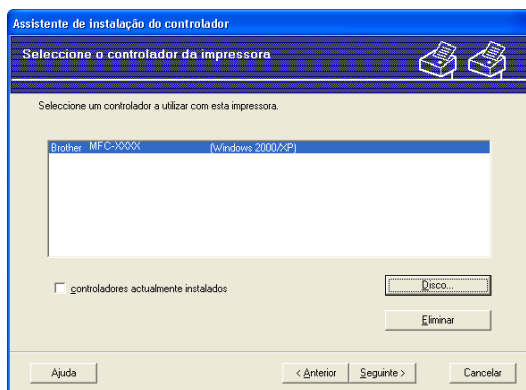 Assistente de instalação do controlador
Seleccione o controlador da impressora
Seleccione um controlador a utilizar com esta impressora.
Brother MFC-XXXX (Windows 2000/XP)
controladores actualmente instalados
Disco...
Eliminar
Ajuda < Anterior Seguinte > Cancelar